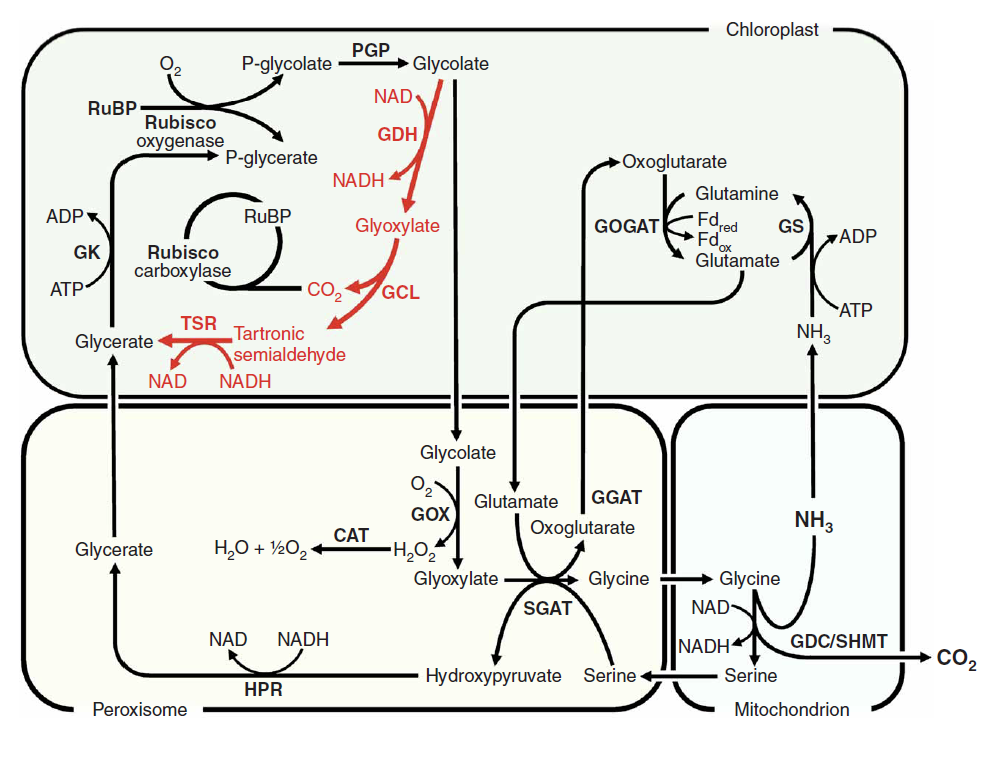 Chloroplast
O2
P-glycolate
PGP
Glycolate
RuBP
Rubisco
oxygenase
P-glycerate
NAD
GDH
NADH
Glyoxylate
ADP
GK
ATP
RuBP
Rubisco
carboxylase
CO2
GCL
TSR
Tartronic
semialdehyde
Glycerate
NAD
NADH
Oxoglutarate
Glutamine
GOGAT
Fdred
Fdox
Glutamate
GS
ADP
ATP
NH3
Glycolate
O2
GOX
H2O2
CAT
H2O + ½O2
Glutamate
GGAT
Oxoglutarate
Glycerate
Glyoxylate
Glycine
SGAT
NAD
NADH
HPR
Hydroxypyruvate
Serine
Peroxisome
NH3
Glycine
NAD
NADH
GDC/SHMT
CO2
Serine
Mitochondrion